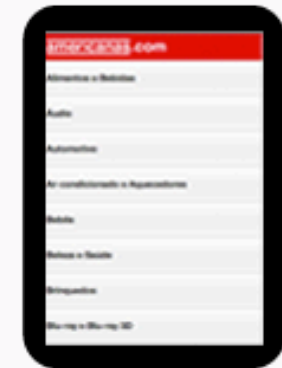 americanas.com
Alimentos e Bebidas
Áudio
Automotivo
Ar condicionado e Aquecedores
Bebês
Beleza e Saúde
Brinquedos
Blu-ray e Blu-ray 3D